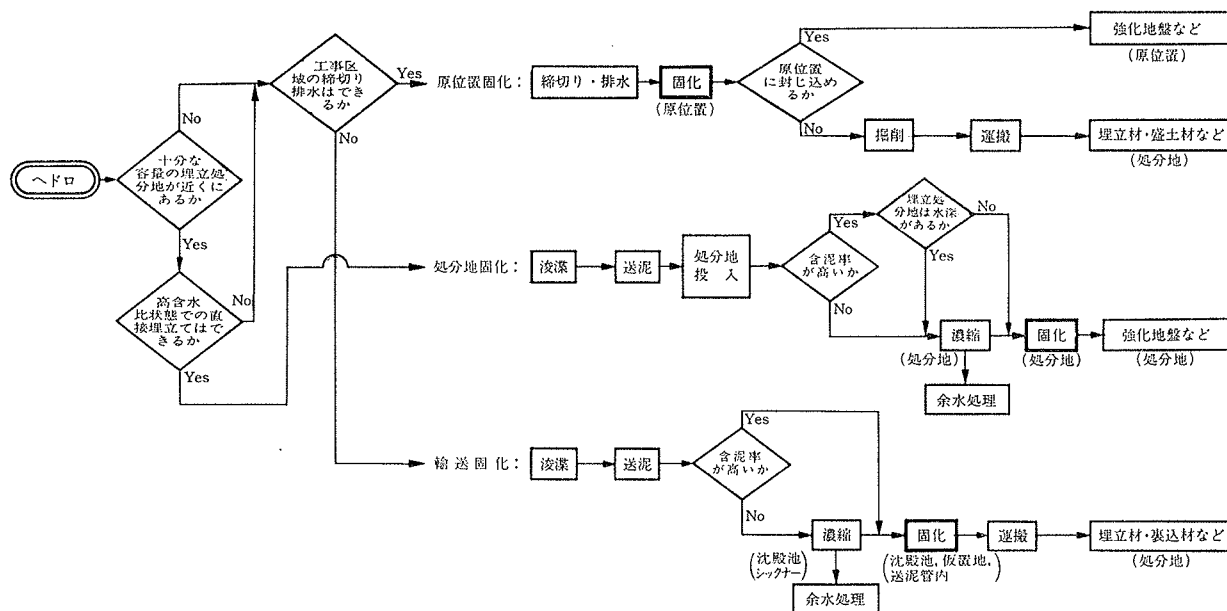 ヘドロ
十分な
容量の埋立処
分地が近くに
あるか
No
Yes
高含水
比状態での直
接埋立てはで
きるか
No
Yes
工事区
域の締切り
排水はで
きるか
Yes
No
原位置固化：
締切り・排水
固化
(原位置)
原位置
に封じ込め
るか
Yes
強化地盤など
(原位置)
No
掘削
運搬
埋立材・盛土材など
(処分地)
処分地固化：
浚渫
送泥
処分地
投入
含泥率
が高いか
Yes
No
埋立処
分地は水深
があるか
No
Yes
濃縮
(処分地)
固化
(処分地)
強化地盤など
(処分地)
余水処理
輸送固化：
浚渫
送泥
含泥率
が高いか
Yes
No
濃縮
(沈殿池
シックナー)
固化
(沈殿池,仮置地,
送泥管内)
運搬
埋立材・裏込材など
(処分地)
余水処理